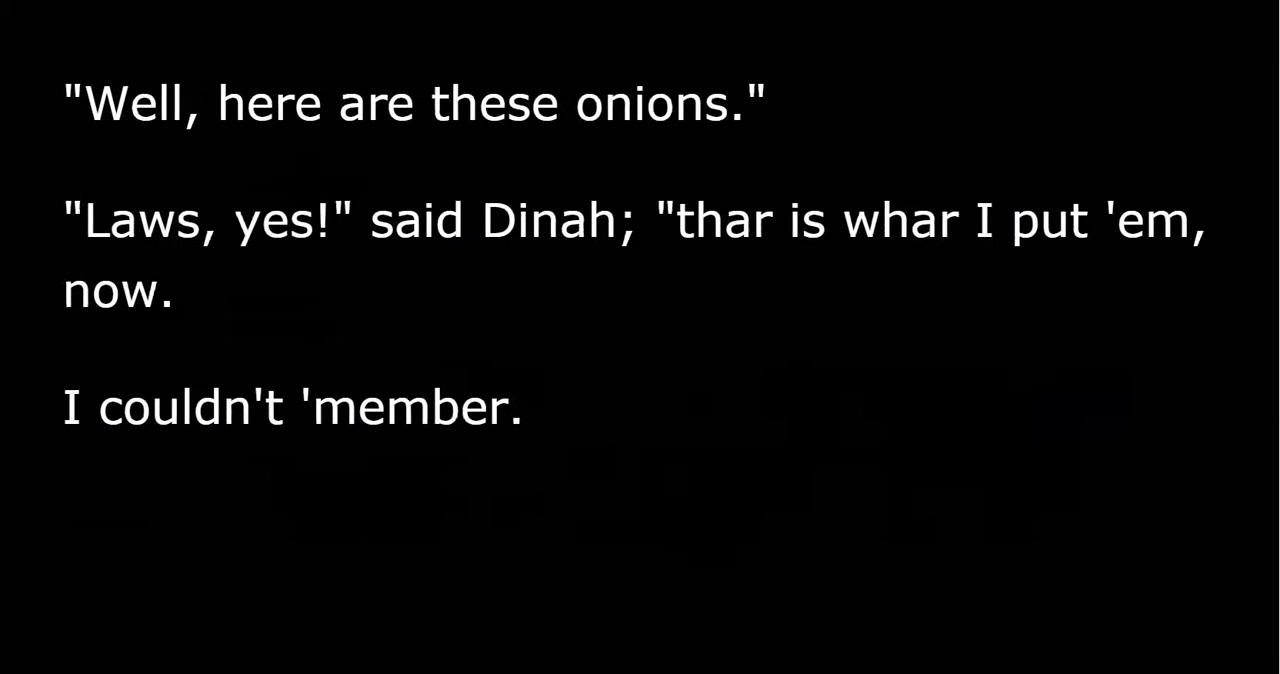 "Well, here are these onions."
"Laws, yes!" said Dinah; "thar is whar I put 'em,
now.
I couldn't 'member.